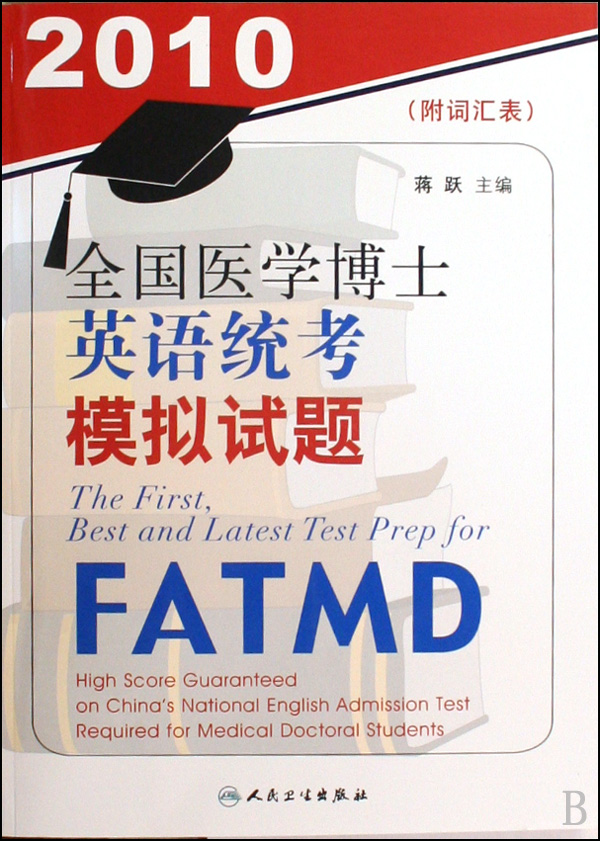 2010
（附词汇表）
蒋 跃 主编
全国医学博士
英语统考
模拟试题
The First,
Best and Latest Test Prep for
FATMD
High Score Guaranteed
on China's National English Admission Test
Required for Medical Doctoral Students
人民卫生出版社
B